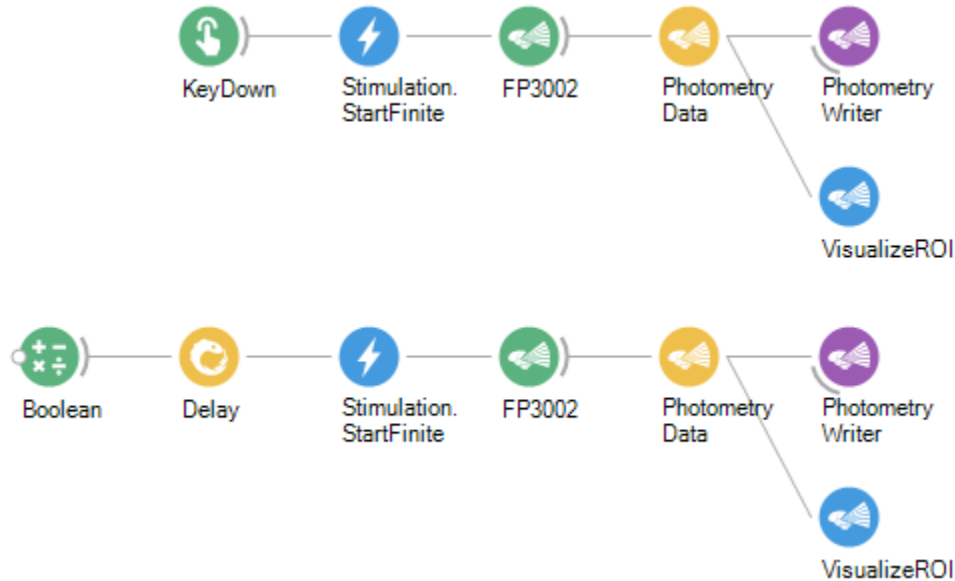 KeyDown
Stimulation.
StartFinite
FP3002
Photometry
Data
Photometry
Writer
VisualizeROI
Boolean
Delay
Stimulation.
StartFinite
FP3002
Photometry
Data
Photometry
Writer
VisualizeROI